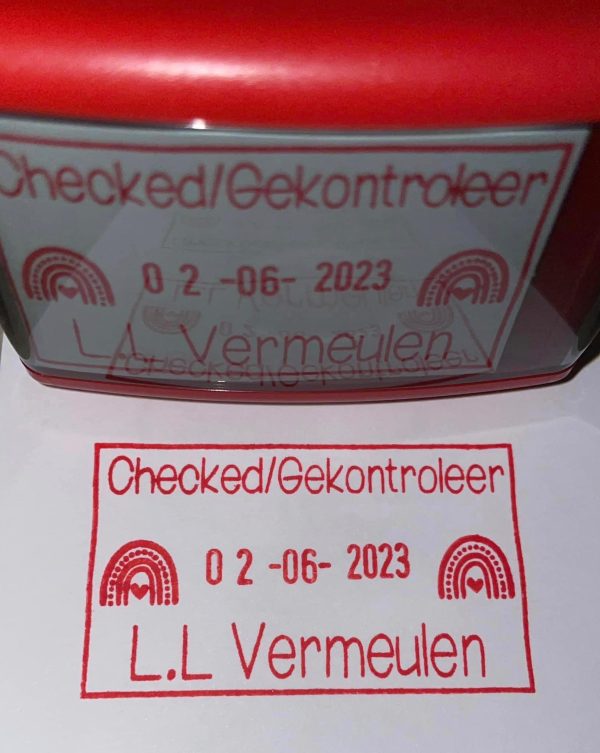 Checked/Gekontroleer
0 2 -06- 2023
L.L Vermeulen
Checked/Gekontroleer
0 2 -06- 2023
L.L Vermeulen